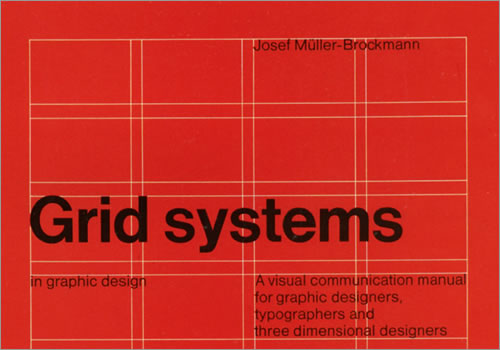 Josef Müller-Brockmann
Grid systems
in graphic design
A visual communication manual
for graphic designers,
typographers and
three dimensional designers